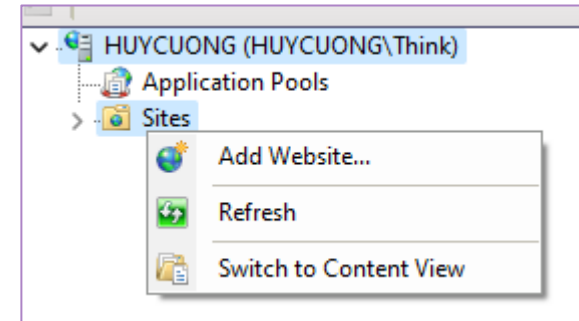 HUYCUONG (HUYCUONG\Think)
Application Pools
Sites
Add Website...
Refresh
Switch to Content View